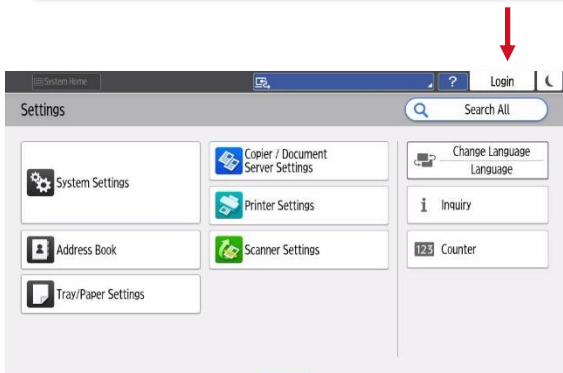 System Home
?
Login
Settings
Search All
System Settings
Copier / Document
Server Settings
Change Language
Language
Printer Settings
i Inquiry
Address Book
Scanner Settings
123 Counter
Tray/Paper Settings